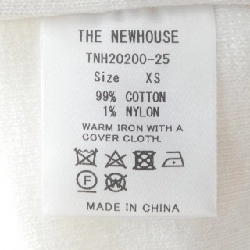 THE NEWHOUSE
TNH20200-25
Size XS
99% COTTON
1% NYLON
WARM IRON WITH A
COVER CLOTH.
F
MADE IN CHINA